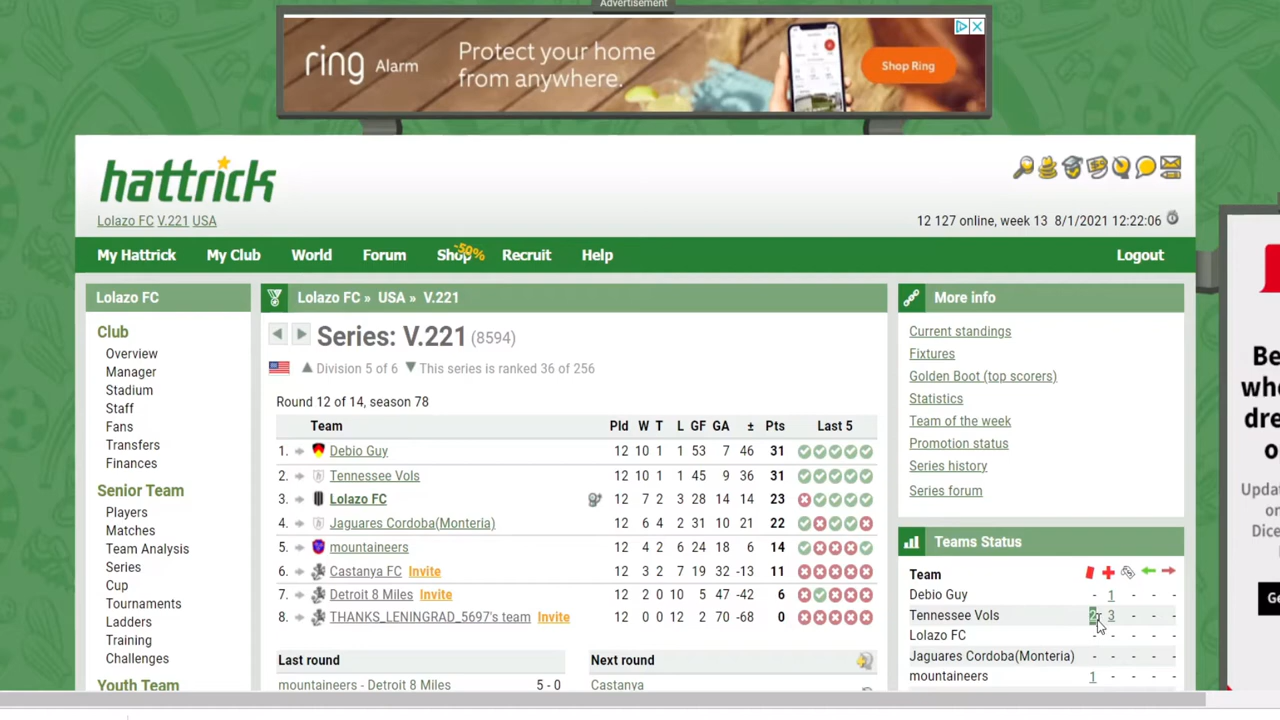 Advertisement
ring Alarm
Protect your home
from anywhere.
Shop Ring
hattrick
Lolazo FC V.221 USA
12 127 online, week 13 8/1/2021 12:22:06
My Hattrick My Club World Forum Shop -50% Recruit Help Logout
Lolazo FC
Club
Overview
Manager
Stadium
Staff
Fans
Transfers
Finances
Senior Team
Players
Matches
Team Analysis
Series
Cup
Tournaments
Ladders
Training
Challenges
Youth Team
Lolazo FC » USA » V.221
Series: V.221 (8594)
Division 5 of 6 This series is ranked 36 of 256
Round 12 of 14, season 78
Team Pld W T L GF GA ± Pts Last 5
1. Debio Guy 12 10 1 1 53 7 46 31
2. Tennessee Vols 12 10 1 1 45 9 36 31
3. Lolazo FC 12 7 2 3 28 14 14 23
4. Jaguares Cordoba(Monteria) 12 6 4 2 31 10 21 22
5. mountaineers 12 4 2 6 24 18 6 14
6. Castanya FC Invite 12 3 2 7 19 32 -13 11
7. Detroit 8 Miles Invite 12 2 0 10 5 47 -42 6
8. THANKS_LENINGRAD_5697's team Invite 12 0 0 12 2 70 -68 0
Last round
mountaineers - Detroit 8 Miles 5 - 0
Next round
Castanya
More info
Current standings
Fixtures
Golden Boot (top scorers)
Statistics
Team of the week
Promotion status
Series history
Series forum
Teams Status
Team
Debio Guy - 1 - - -
Tennessee Vols 2 3 - - -
Lolazo FC - - - - -
Jaguares Cordoba(Monteria) - - - - -
mountaineers 1 - - - -
Be
who
dre
o
Updat
or
Dice
Ge